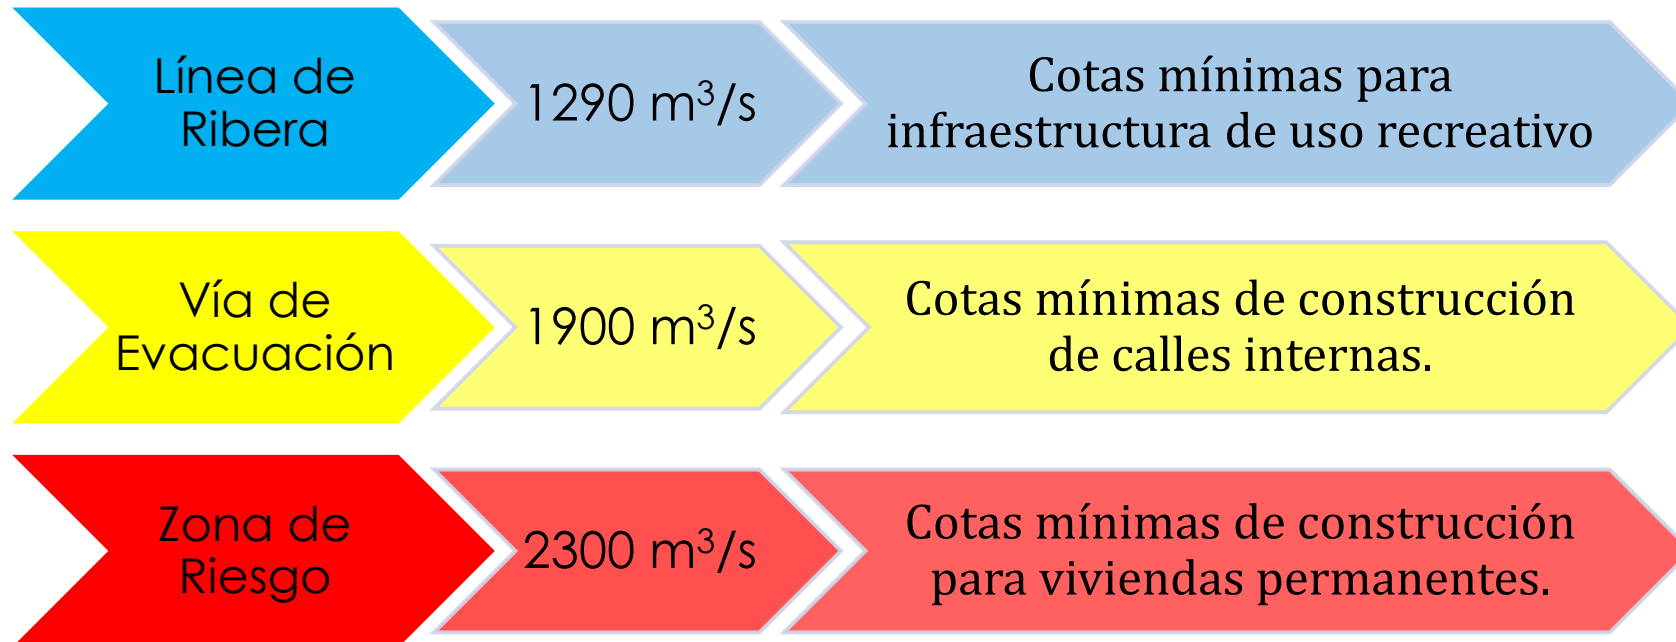 Línea de
Ribera
1290 m³/s
Cotas mínimas para
infraestructura de uso recreativo
Vía de
Evacuación
1900 m³/s
Cotas mínimas de construcción
de calles internas.
Zona de
Riesgo
2300 m³/s
Cotas mínimas de construcción
para viviendas permanentes.